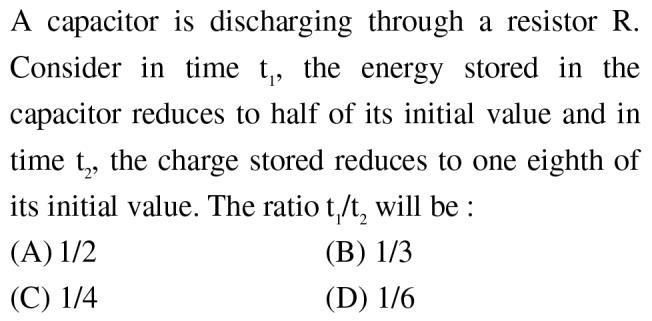 A capacitor is discharging through a resistor R.
Consider in time t₁, the energy stored in the
capacitor reduces to half of its initial value and in
time t₂, the charge stored reduces to one eighth of
its initial value. The ratio t₁/t₂ will be :
(A) 1/2 (B) 1/3
(C) 1/4 (D) 1/6